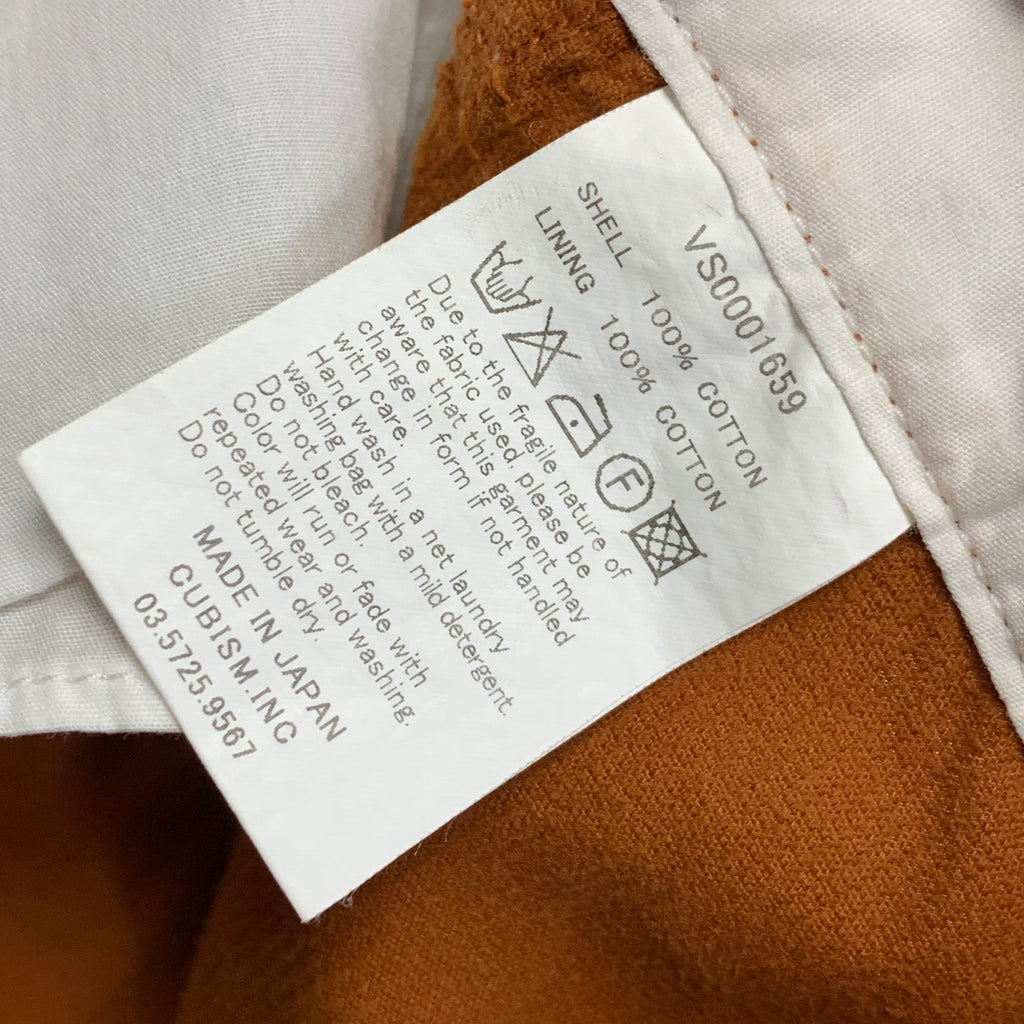 VS0001659
SHELL 100% COTTON
LINING 100% COTTON
F
Due to the fragile nature of
the fabric used, please be
aware that this garment may
change in form if not handled
with care.
Hand wash in a net laundry
washing bag with a mild detergent.
Do not bleach.
Color will run or fade with
repeated wear and washing.
Do not tumble dry.
MADE IN JAPAN
CUBISM.INC
03.5725.9567